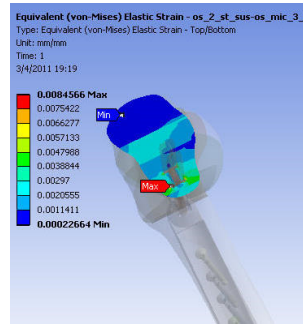 Equivalent (von-Mises) Elastic Strain - os_2_st_sus-os_mic_3_
Type: Equivalent (von-Mises) Elastic Strain - Top/Bottom
Unit: mm/mm
Time: 1
3/4/2011 19:19
0.0084566 Max
0.0075422
0.0066277
0.0057133
0.0047988
0.0038844
0.00297
0.0020555
0.0011411
0.00022664 Min
Min
Max